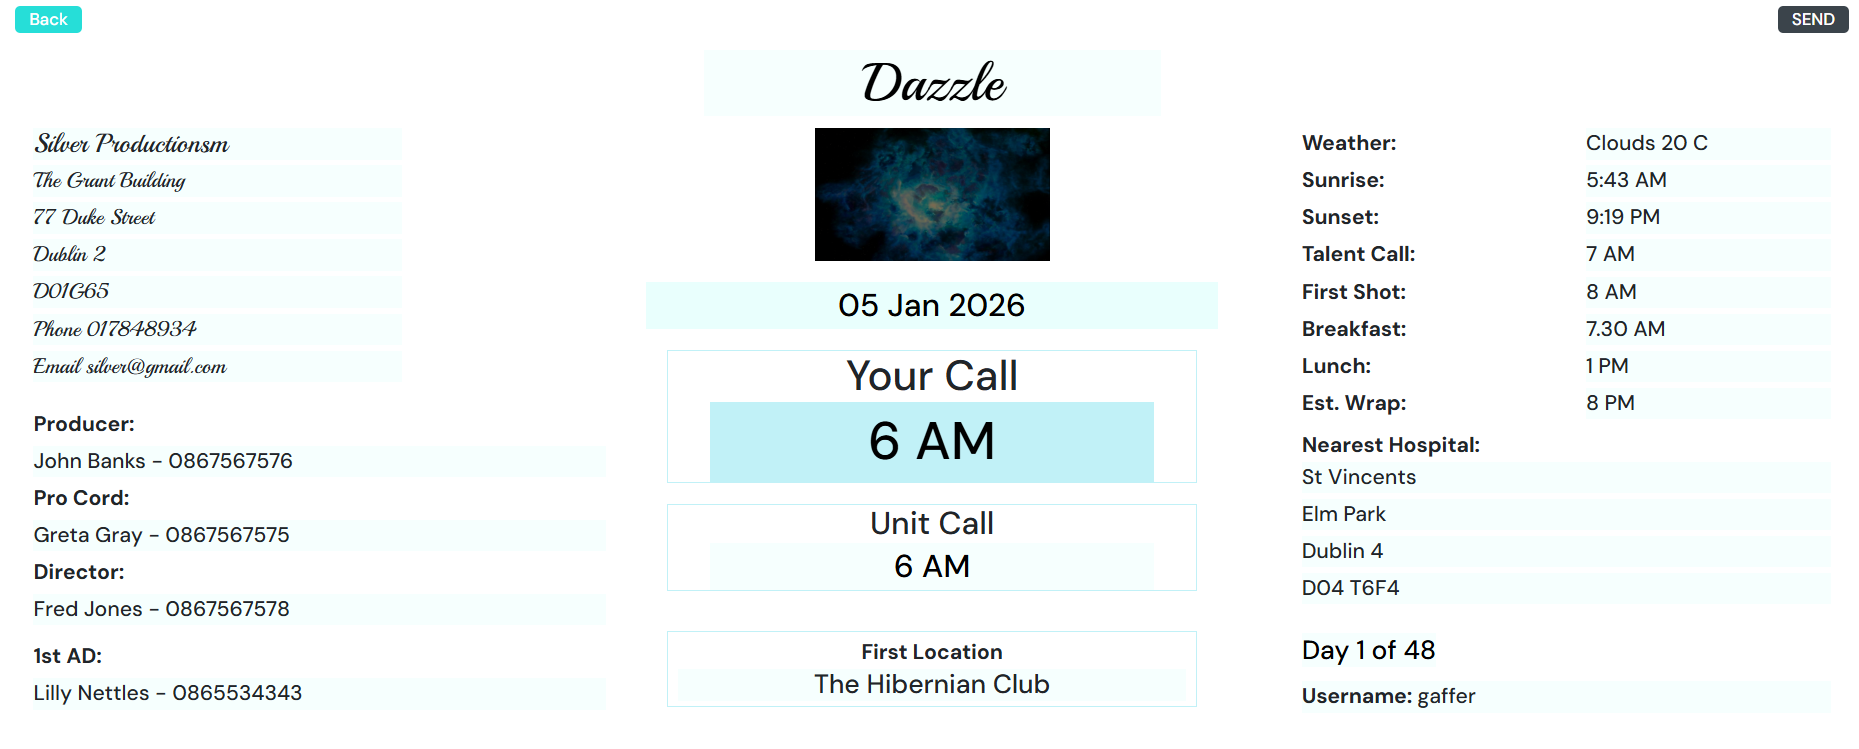 Back
SEND
Dazzle
Silver Productionsm
The Grant Building
77 Duke Street
Dublin 2
D01G65
Phone 017848934
Email silver@gmail.com
Producer:
John Banks - 0867567576
Pro Cord:
Greta Gray - 0867567575
Director:
Fred Jones - 0867567578
1st AD:
Lilly Nettles - 0865534343
05 Jan 2026
Your Call
6 AM
Unit Call
6 AM
First Location
The Hibernian Club
Weather: Clouds 20 C
Sunrise: 5:43 AM
Sunset: 9:19 PM
Talent Call: 7 AM
First Shot: 8 AM
Breakfast: 7.30 AM
Lunch: 1 PM
Est. Wrap: 8 PM
Nearest Hospital:
St Vincents
Elm Park
Dublin 4
D04 T6F4
Day 1 of 48
Username: gaffer